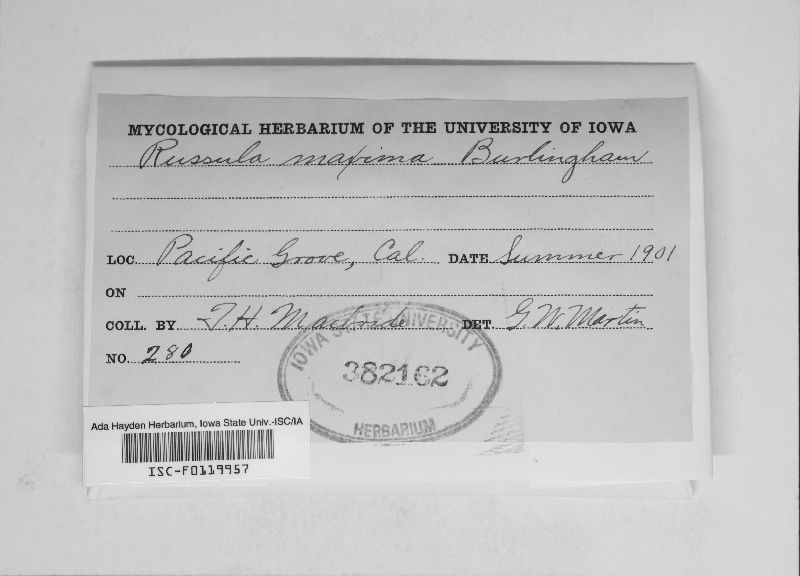 MYCOLOGICAL HERBARIUM OF THE UNIVERSITY OF IOWA
Russula maxima Burlingham
LOC. Pacific Grove, Cal. DATE Summer 1901
ON
COLL. BY T.H. Macbride DET. G.W. Martin
NO. 280
IOWA STATE UNIVERSITY
382162
HERBARIUM
Ada Hayden Herbarium, Iowa State Univ.-ISC/IA
ISC-F0119957